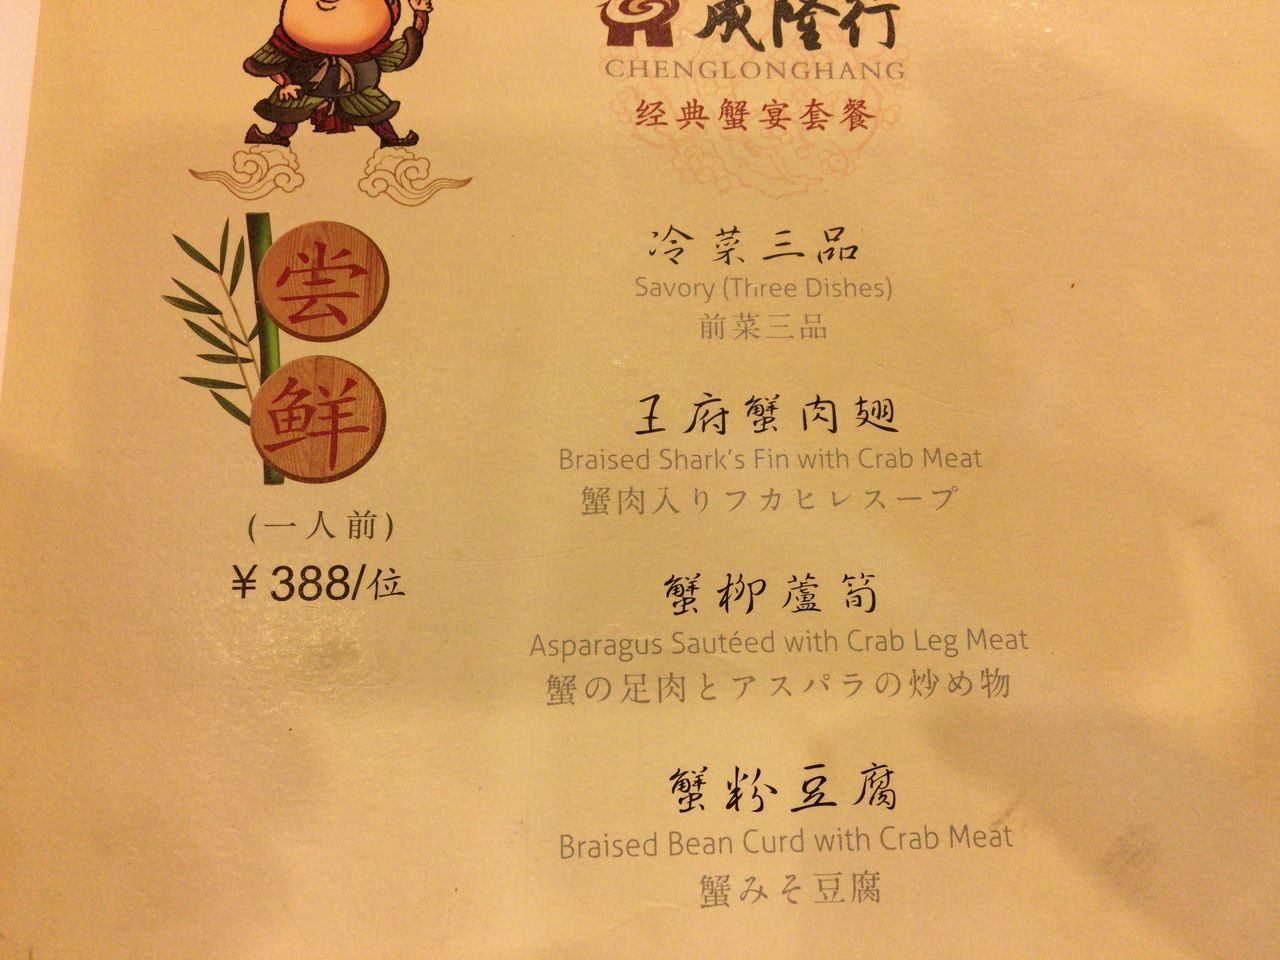 成隆行
CHENGLONGHANG
经典蟹宴套餐
尝
鲜
(一人前)
¥388/位
冷菜三品
Savory (Three Dishes)
前菜三品
王府蟹肉翅
Braised Shark's Fin with Crab Meat
蟹肉入りフカヒレスープ
蟹柳蘆筍
Asparagus Sautéed with Crab Leg Meat
蟹の足肉とアスパラの炒め物
蟹粉豆腐
Braised Bean Curd with Crab Meat
蟹みそ豆腐